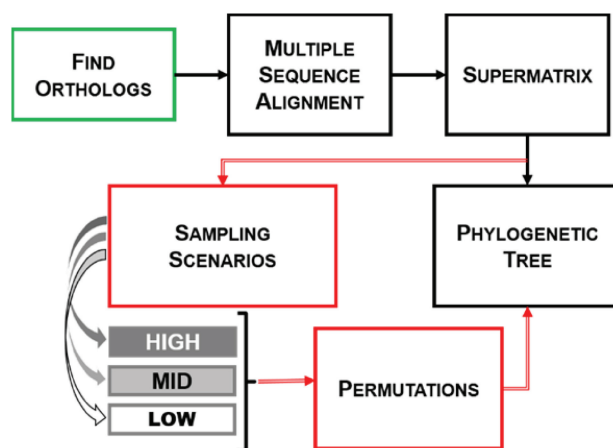 FIND
ORTHOLOGS
MULTIPLE
SEQUENCE
ALIGNMENT
SUPERMATRIX
SAMPLING
SCENARIOS
PHYLOGENETIC
TREE
HIGH
MID
LOW
PERMUTATIONS